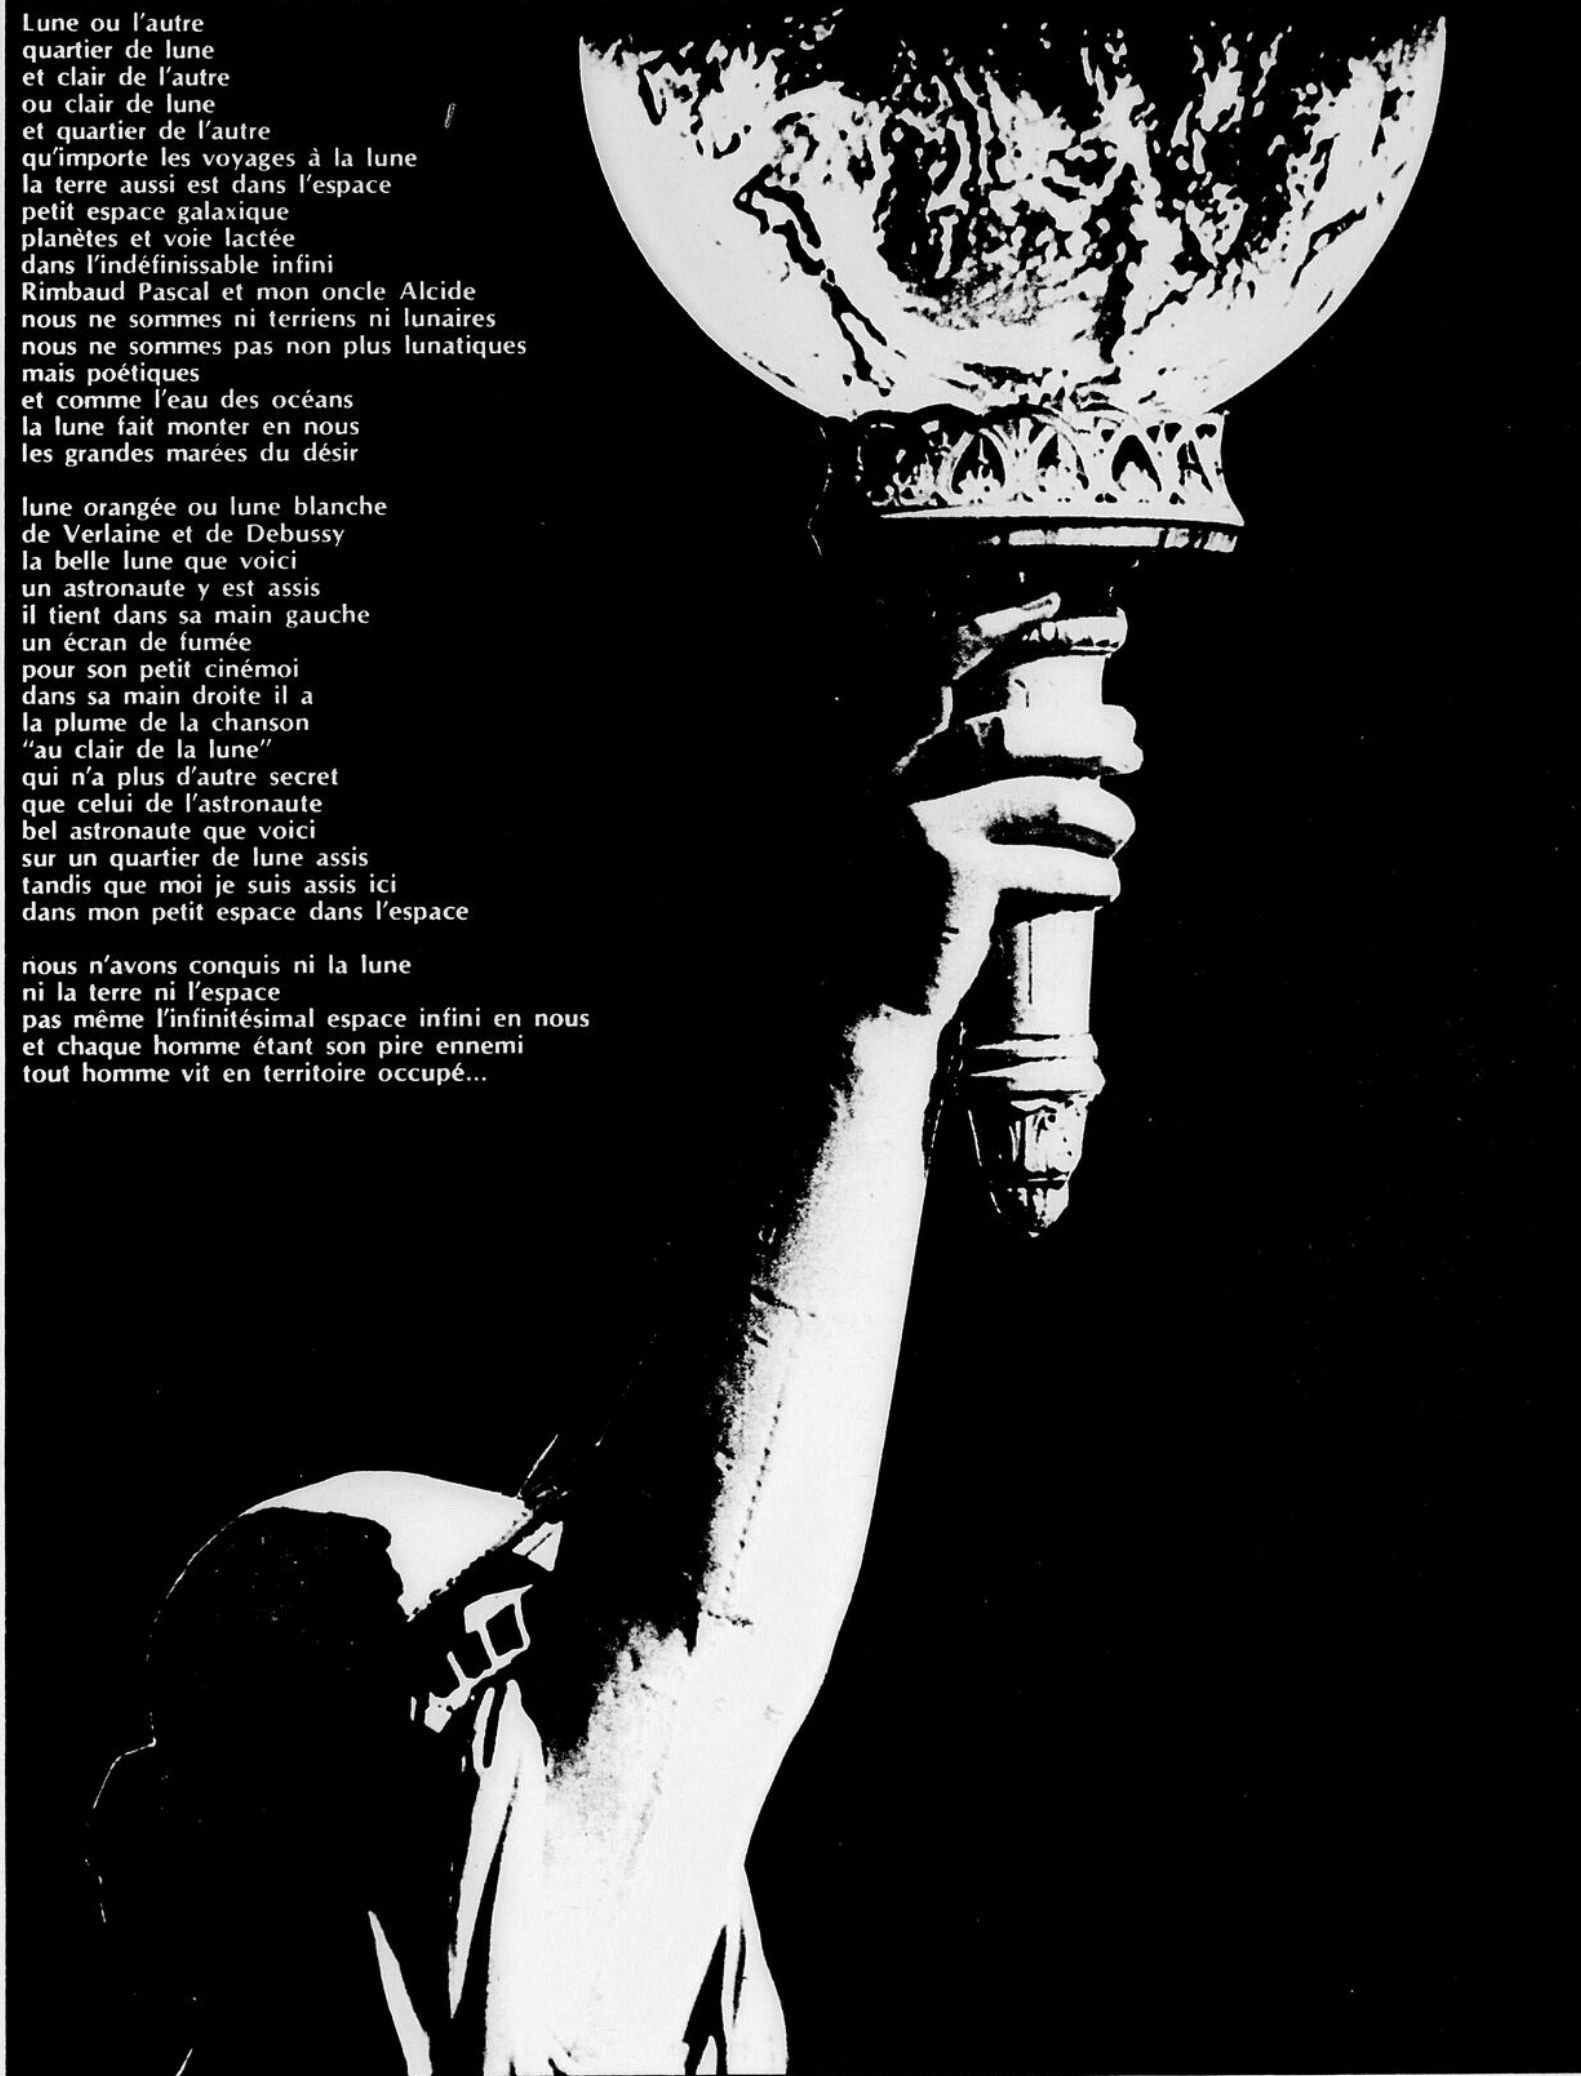 Lune ou l'autre
quartier de lune
et clair de l'autre
ou clair de lune
et quartier de l'autre
qu'importe les voyages à la lune
la terre aussi est dans l'espace
petit espace galaxique
planètes et voie lactée
dans l'indéfinissable infini
Rimbaud Pascal et mon oncle Alcide
nous ne sommes ni terriens ni lunaires
nous ne sommes pas non plus lunatiques
mais poétiques
et comme l'eau des océans
la lune fait monter en nous
les grandes marées du désir

lune orangée ou lune blanche
de Verlaine et de Debussy
la belle lune que voici
un astronaute y est assis
il tient dans sa main gauche
un écran de fumée
pour son petit cinémoi
dans sa main droite il a
la plume de la chanson
"au clair de la lune"
qui n'a plus d'autre secret
que celui de l'astronaute
bel astronaute que voici
sur un quartier de lune assis
tandis que moi je suis assis ici
dans mon petit espace dans l'espace

nous n'avons conquis ni la lune
ni la terre ni l'espace
pas même l'infinitésimal espace infini en nous
et chaque homme étant son pire ennemi
tout homme vit en territoire occupé...